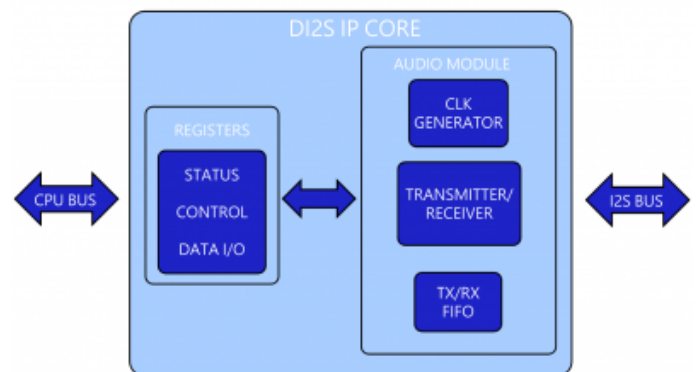 DI2S IP CORE
AUDIO MODULE
CLK
GENERATOR
REGISTERS
STATUS
CONTROL
DATA I/O
CPU BUS
TRANSMITTER/
RECEIVER
I2S BUS
TX/RX
FIFO